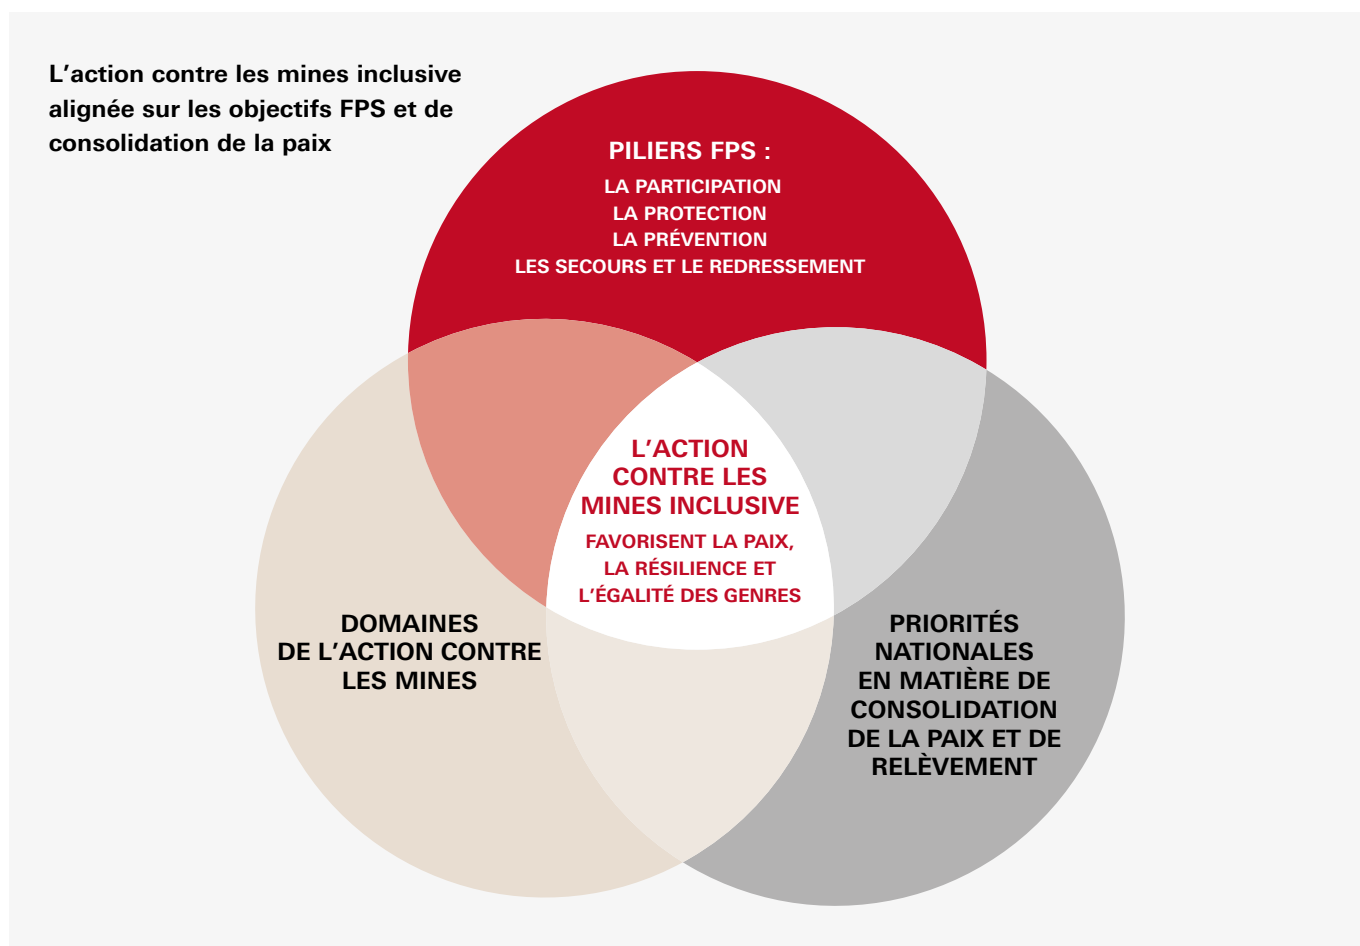 L’action contre les mines inclusive
alignée sur les objectifs FPS et de
consolidation de la paix
PILIERS FPS :
LA PARTICIPATION
LA PROTECTION
LA PRÉVENTION
LES SECOURS ET LE REDRESSEMENT
L’ACTION
CONTRE LES
MINES INCLUSIVE
FAVORISENT LA PAIX,
LA RÉSILIENCE ET
L’ÉGALITÉ DES GENRES
DOMAINES
DE L’ACTION CONTRE
LES MINES
PRIORITÉS
NATIONALES
EN MATIÈRE DE
CONSOLIDATION
DE LA PAIX ET DE
RELÈVEMENT